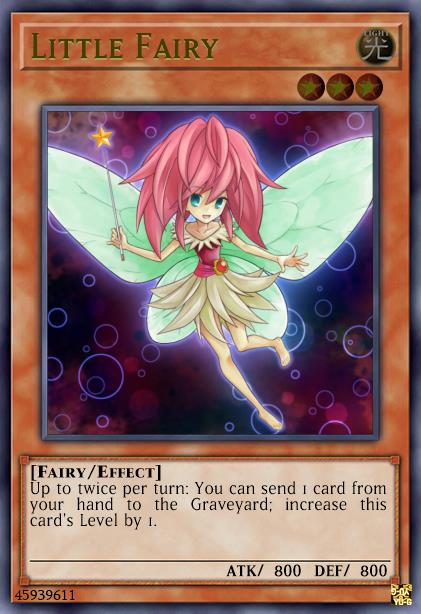 Little Fairy
LIGHT
光
[Fairy/Effect]
Up to twice per turn: You can send 1 card from
your hand to the Graveyard; increase this
card's Level by 1.
ATK/ 800 DEF/ 800
45939611